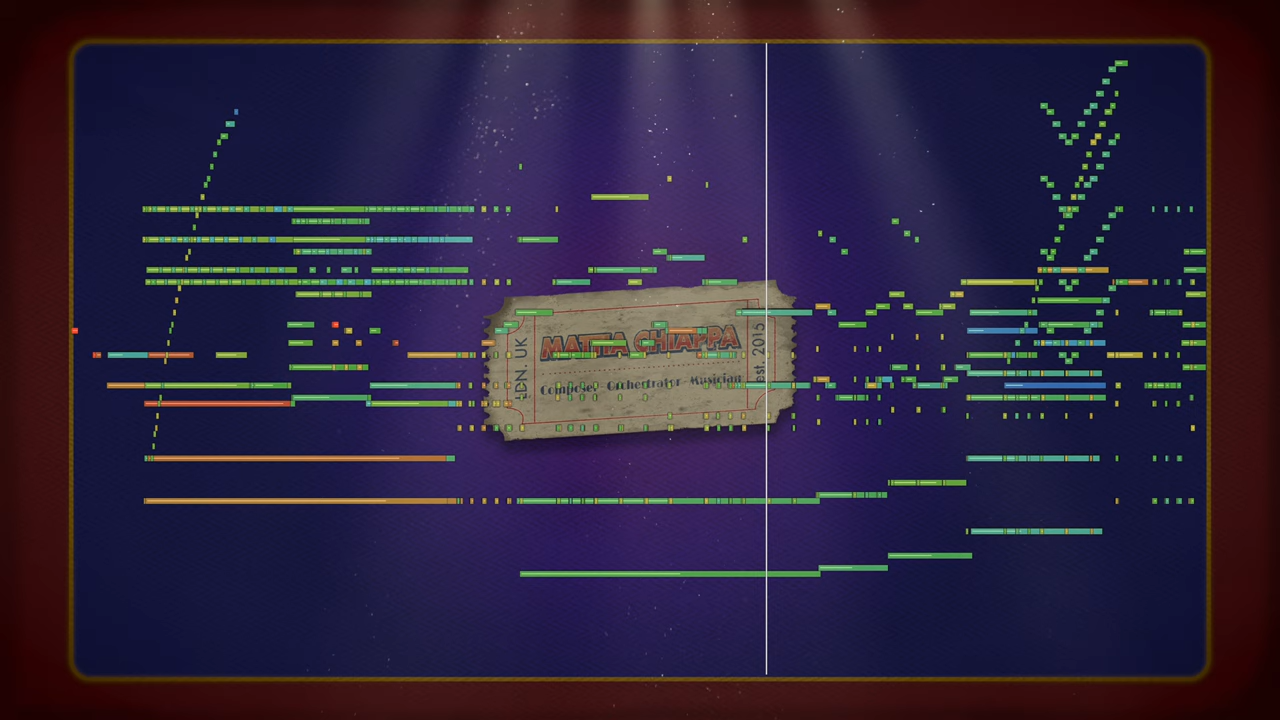 LDN. UK
MATTIA CHIAPPA
Composer Orchestrator Musician
est. 2015